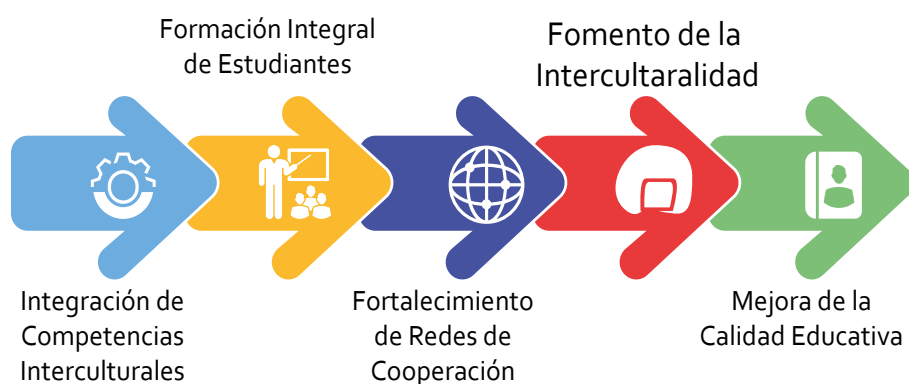 Formación Integral
de Estudiantes
Fomento de la
Intercultaralidad
Integración de
Competencias
Interculturales
Fortalecimiento
de Redes de
Cooperación
Mejora de la
Calidad Educativa